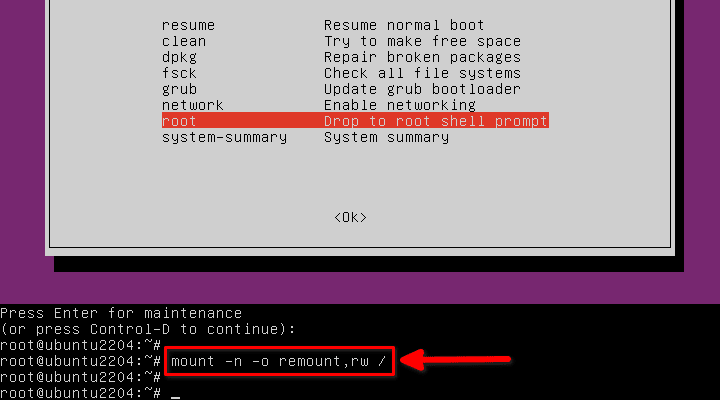 resume Resume normal boot
clean Try to make free space
dpkg Repair broken packages
fsck Check all file systems
grub Update grub bootloader
network Enable networking
root Drop to root shell prompt
system-summary System summary
<Ok>
Press Enter for maintenance
(or press Control-D to continue):
root@ubuntu2204:~#
root@ubuntu2204:~# mount -n -o remount,rw /
root@ubuntu2204:~#
root@ubuntu2204:~# _